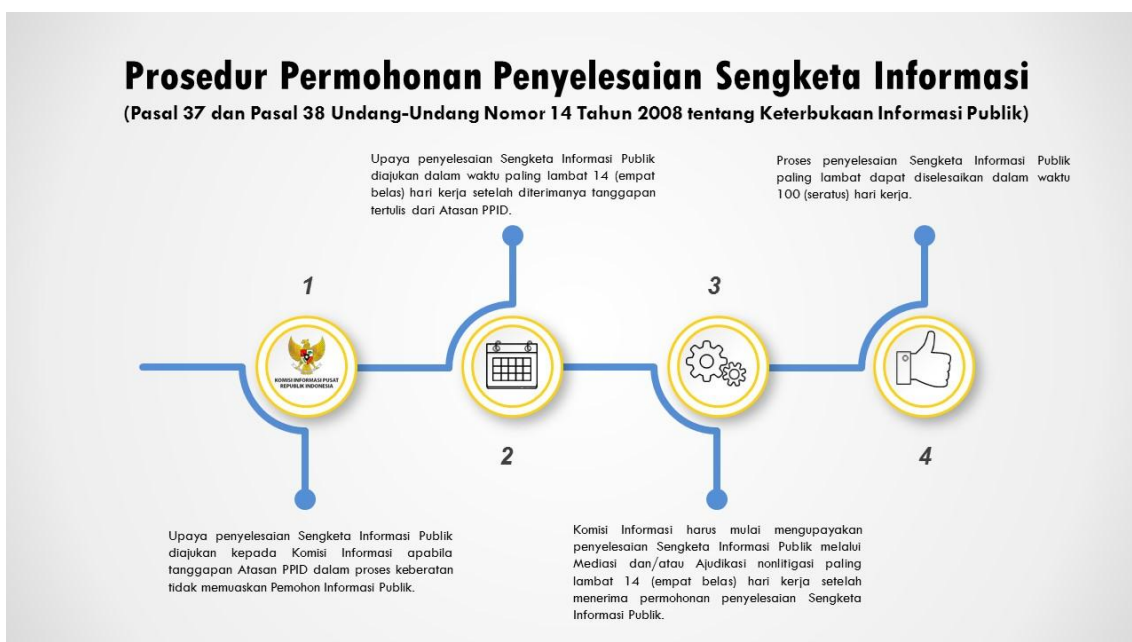 Prosedur Permohonan Penyelesaian Sengketa Informasi
(Pasal 37 dan Pasal 38 Undang-Undang Nomor 14 Tahun 2008 tentang Keterbukaan Informasi Publik)
1
KOMISI INFORMASI PUSAT
REPUBLIK INDONESIA
Upaya penyelesaian Sengketa Informasi Publik
diajukan kepada Komisi Informasi apabila
tanggapan Atasan PPID dalam proses keberatan
tidak memuaskan Pemohon Informasi Publik.
Upaya penyelesaian Sengketa Informasi Publik
diajukan dalam waktu paling lambat 14 (empat
belas) hari kerja setelah diterimanya tanggapan
tertulis dari Atasan PPID.
2
3
Komisi Informasi harus mulai mengupayakan
penyelesaian Sengketa Informasi Publik melalui
Mediasi dan/atau Ajudikasi nonlitigasi paling
lambat 14 (empat belas) hari kerja setelah
menerima permohonan penyelesaian Sengketa
Informasi Publik.
Proses penyelesaian Sengketa Informasi Publik
paling lambat dapat diselesaikan dalam waktu
100 (seratus) hari kerja.
4